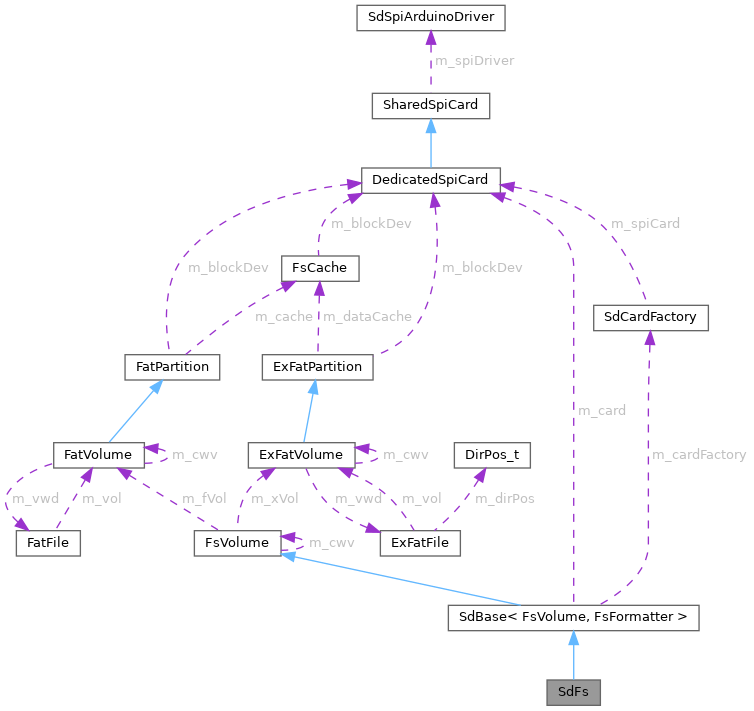 SdSpiArduinoDriver
m_spiDriver
SharedSpiCard
DedicatedSpiCard
m_blockDev
m_spiCard
FsCache
m_blockDev
m_blockDev
m_cache
m_dataCache
SdCardFactory
FatPartition
ExFatPartition
m_card
FatVolume
m_cwv
ExFatVolume
m_cwv
DirPos_t
m_cardFactory
m_vwd
m_vol
m_fVol
m_xVol
m_vwd
m_vol
m_dirPos
FatFile
FsVolume
m_cwv
ExFatFile
SdBase< FsVolume, FsFormatter >
SdFs